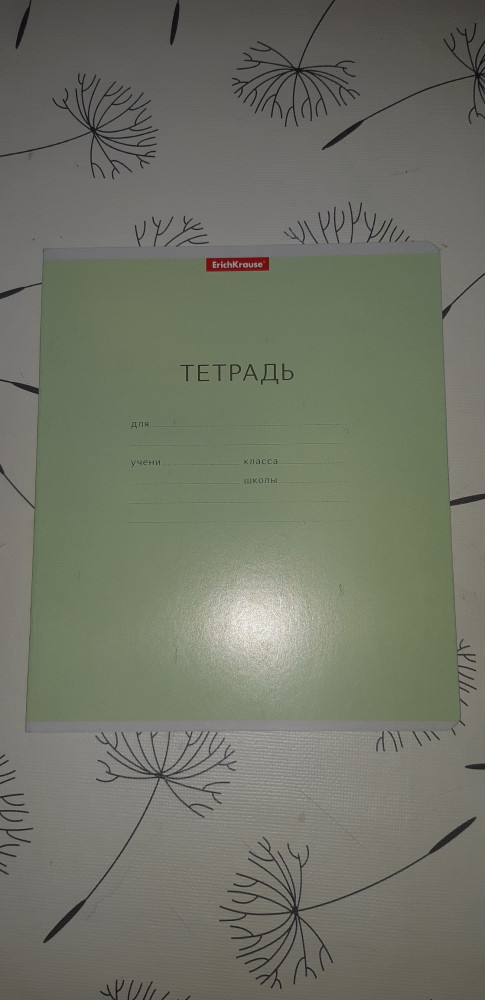 ErichKrause
ТЕТРАДЬ
для
учени класса
школы